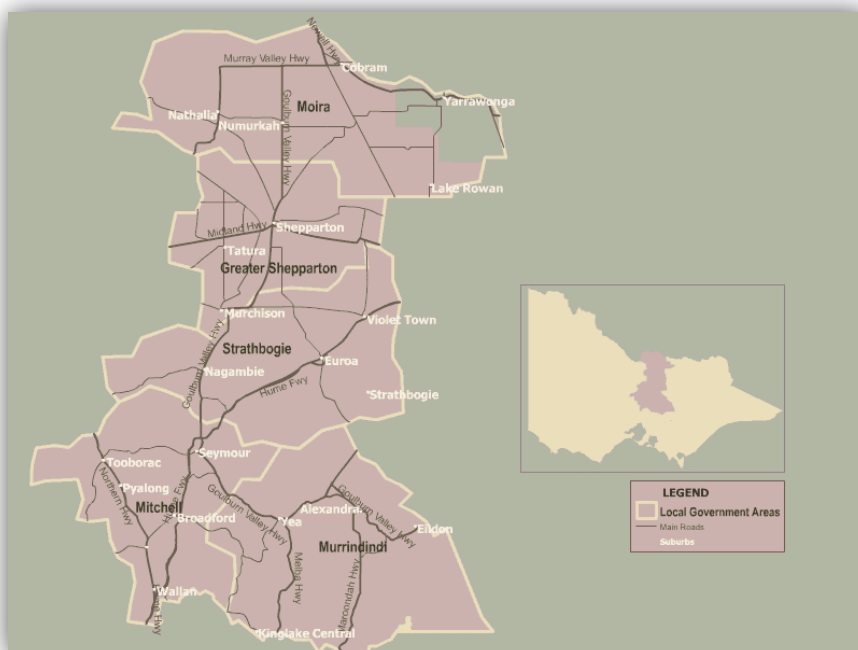 Newell Hwy
Murray Valley Hwy
Cobram
Yarrawonga
Moira
Nathalia
Numurkah
Goulburn Valley Hwy
Lake Rowan
Midland Hwy
Shepparton
Tatura
Greater Shepparton
Murchison
Violet Town
Strathbogie
Goulburn Valley Hwy
Euroa
Nagambie
Hume Fwy
Strathbogie
Seymour
Tooborac
Pyalong
Northern Hwy
Mitchell
Hume Fwy
Broadford
Goulburn Valley Hwy
Yea
Alexandra
Goulburn Valley Hwy
Eildon
Murrindindi
Melba Hwy
Maroondah Hwy
Wallan
Hwy
Kinglake Central
LEGEND
Local Government Areas
Main Roads
Suburbs